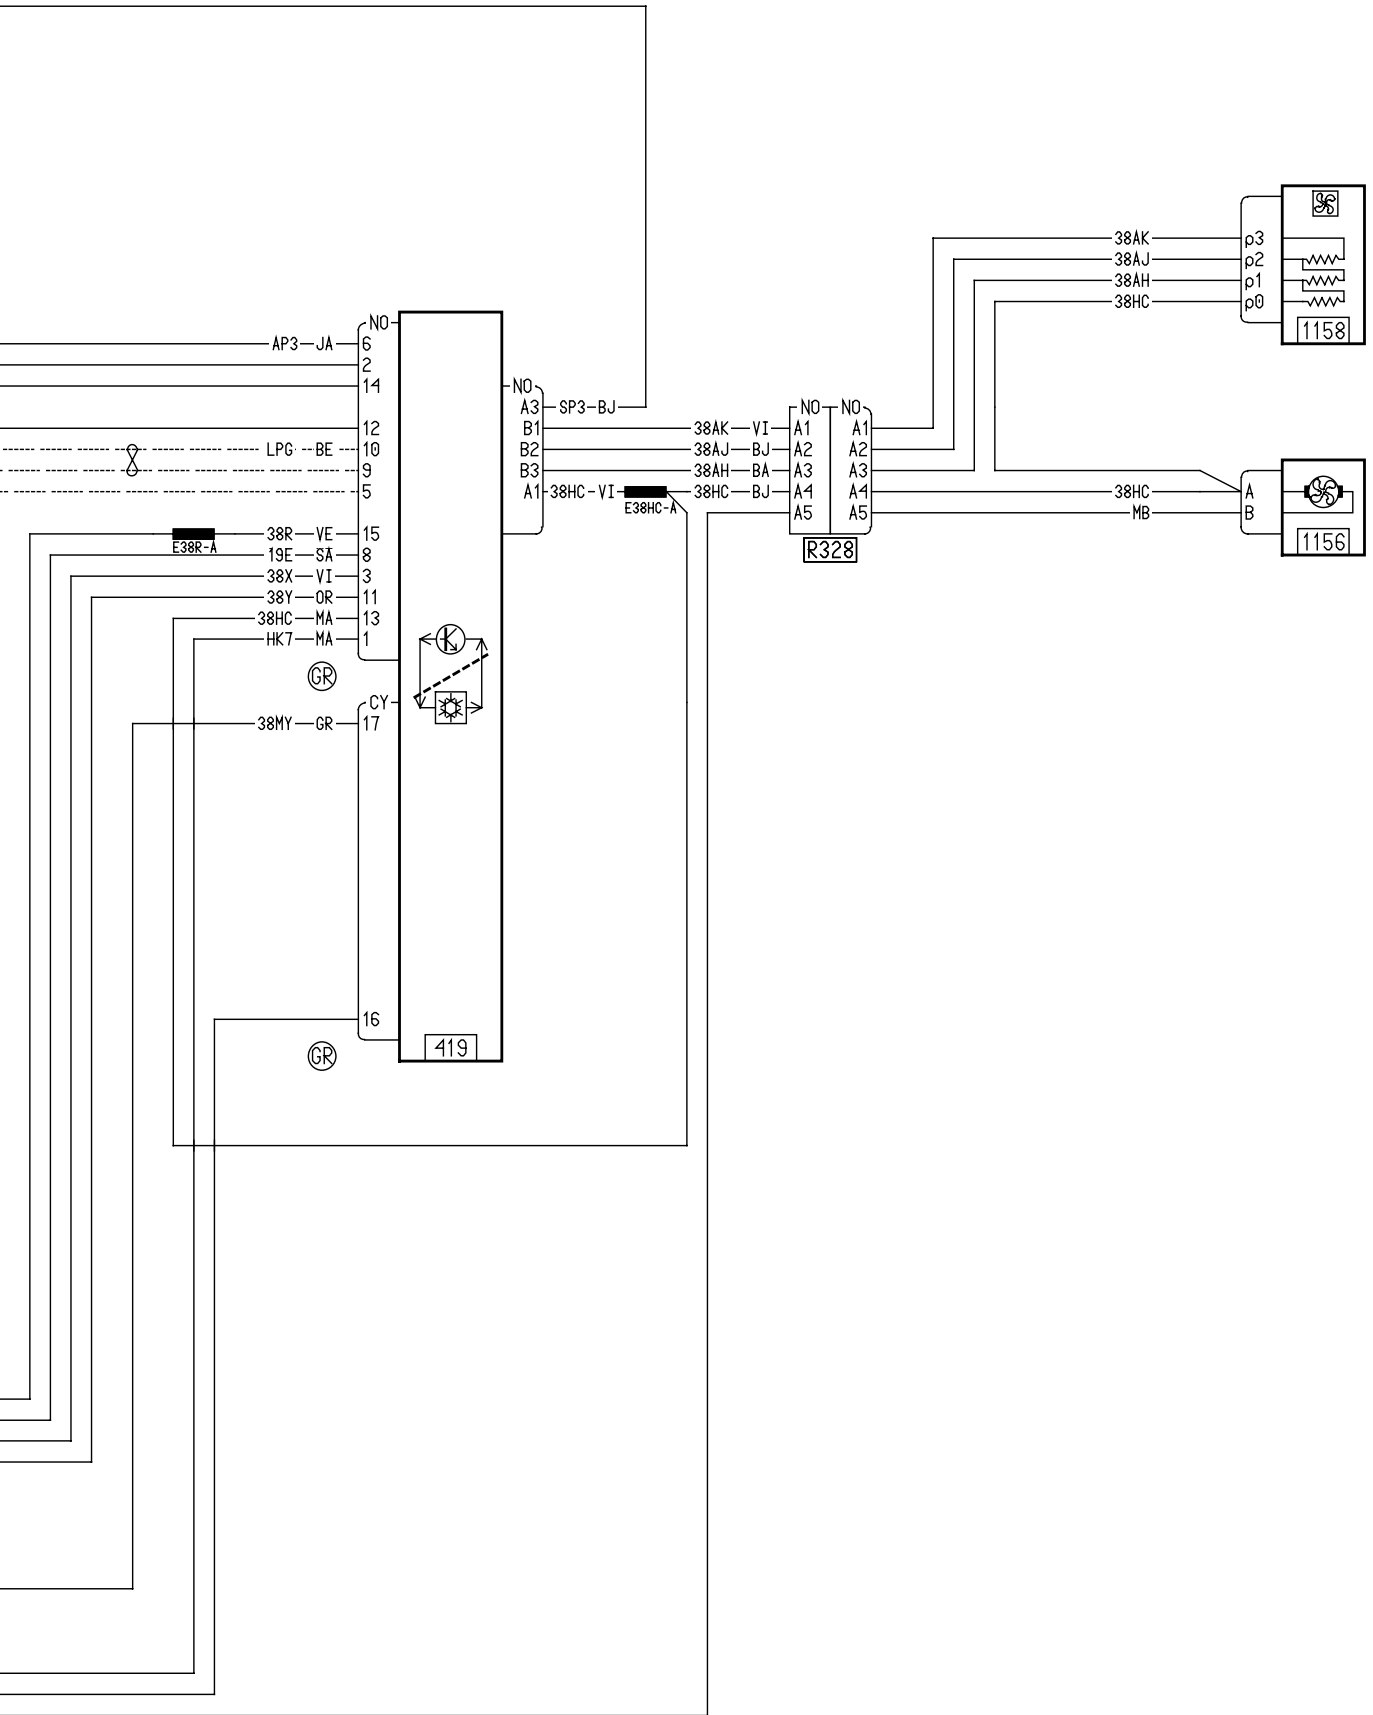 38AK p3
38AJ p2
38AH p1
38HC p0
1158
NO
AP3 JA 6
2
14
NO
A3 SP3 BJ
NO NO
12 B1 38AK VI A1 A1
LPG BE 10 B2 38AJ BJ A2 A2
9 B3 38AH BA A3 A3
5 A1 38HC VI 38HC BJ A4 A4 38HC A
E38HC-A
A5 A5 MB B
38R VE 15
E38R-A
R328
1156
19E SA 8
38X VI 3
38Y OR 11
38HC MA 13
HK7 MA 1
GR
CY
38MY GR 17
16
GR
419